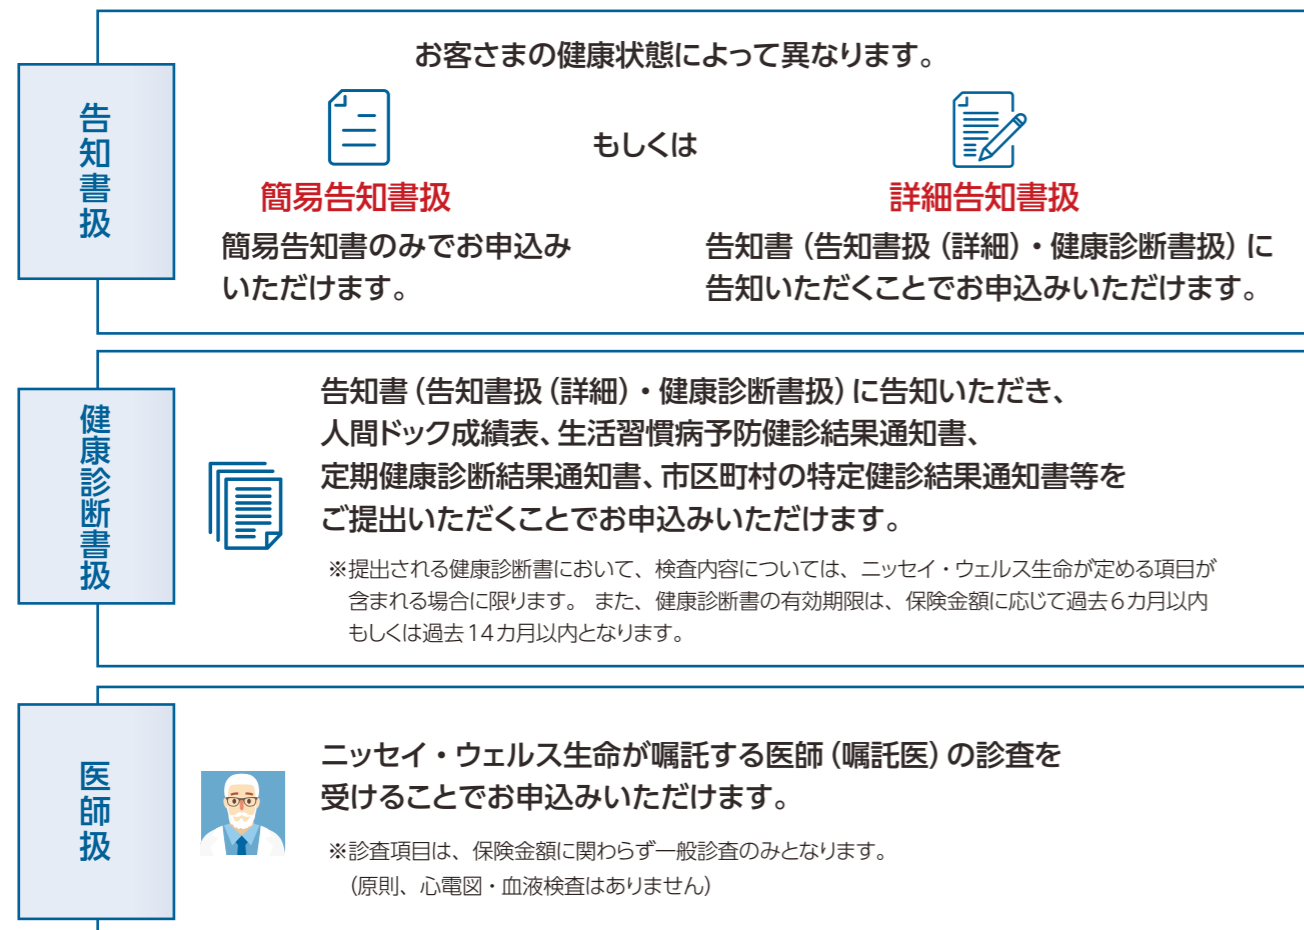 お客さまの健康状態によって異なります。
告知書扱
もしくは
簡易告知書扱
簡易告知書のみでお申込み
いただけます。
詳細告知書扱
告知書（告知書扱（詳細）・健康診断書扱）に
告知いただくことでお申込みいただけます。
健康診断書扱
告知書（告知書扱（詳細）・健康診断書扱）に告知いただき、
人間ドック成績表、生活習慣病予防健診結果通知書、
定期健康診断結果通知書、市区町村の特定健診結果通知書等を
ご提出いただくことでお申込みいただけます。
※提出される健康診断書において、検査内容については、ニッセイ・ウェルス生命が定める項目が
含まれる場合に限ります。 また、健康診断書の有効期限は、保険金額に応じて過去６カ月以内
もしくは過去１４カ月以内となります。
医師扱
ニッセイ・ウェルス生命が嘱託する医師（嘱託医）の診査を
受けることでお申込みいただけます。
※診査項目は、保険金額に関わらず一般診査のみとなります。
（原則、心電図・血液検査はありません）